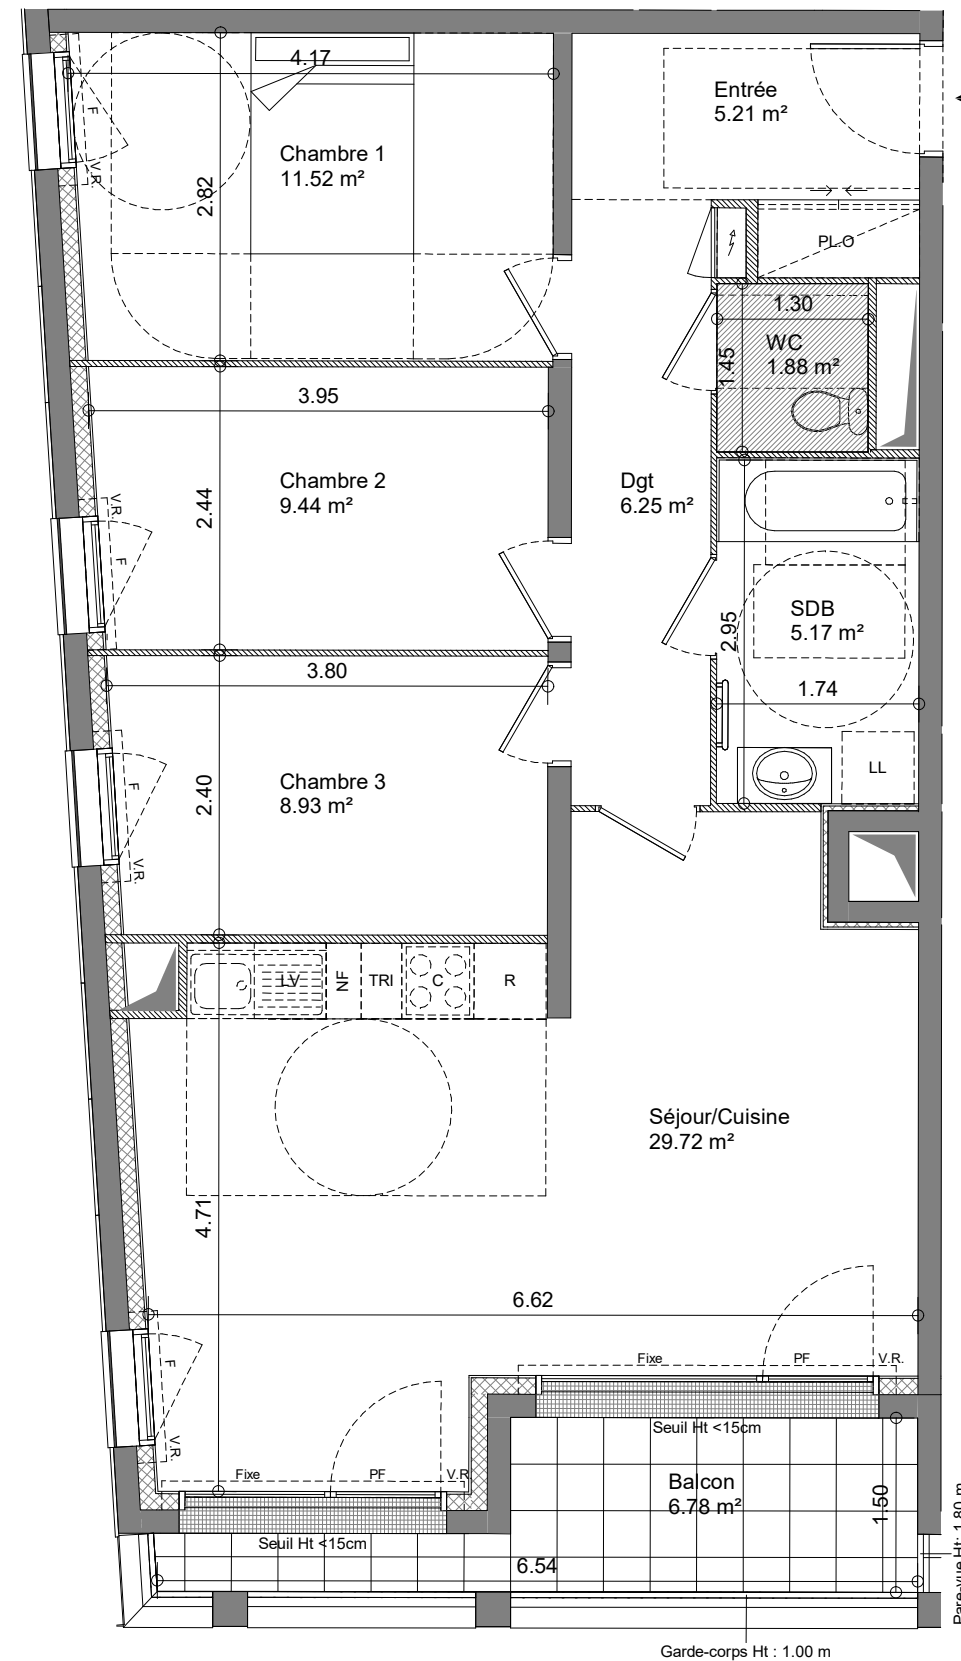 4.17
Entrée
5.21 m²
F
V.R.
Chambre 1
11.52 m²
2.82
PL.O
1.30
WC
1.88 m²
1.45
3.95
Chambre 2
9.44 m²
2.44
V.R.
F
Dgt
6.25 m²
SDB
5.17 m²
2.95
1.74
3.80
Chambre 3
8.93 m²
2.40
F
V.R.
LL
LV
NF
TRI
C
R
Séjour/Cuisine
29.72 m²
4.71
6.62
F
V.R.
Fixe
PF
V.R.
Seuil Ht <15cm
Fixe
PF
V.R
Seuil Ht <15cm
Balcon
6.78 m²
1.50
6.54
Pare-vue Ht: 1.80 m
Garde-corps Ht : 1.00 m